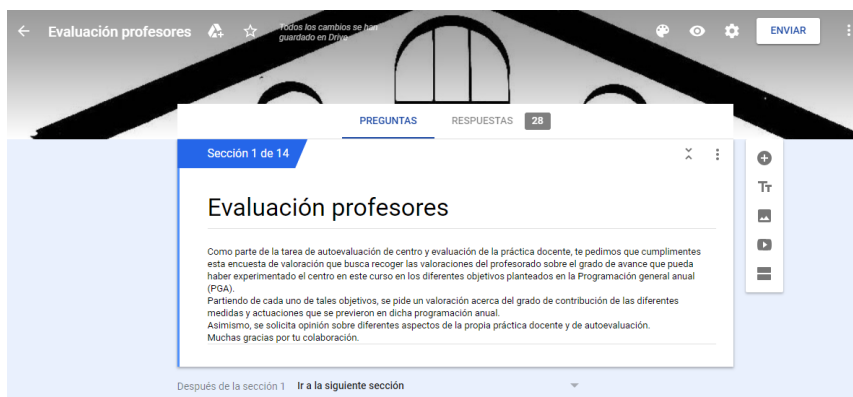 Evaluación profesores
Todos los cambios se han
guardado en Drive
ENVIAR
PREGUNTAS
RESPUESTAS 28
Sección 1 de 14
Evaluación profesores
Como parte de la tarea de autoevaluación de centro y evaluación de la práctica docente, te pedimos que cumplimentes
esta encuesta de valoración que busca recoger las valoraciones del profesorado sobre el grado de avance que pueda
haber experimentado el centro en este curso en los diferentes objetivos planteados en la Programación general anual
(PGA).
Partiendo de cada uno de tales objetivos, se pide un valoración acerca del grado de contribución de las diferentes
medidas y actuaciones que se previeron en dicha programación anual.
Asimismo, se solicita opinión sobre diferentes aspectos de la propia práctica docente y de autoevaluación.
Muchas gracias por tu colaboración.
Tт
Después de la sección 1 Ir a la siguiente sección